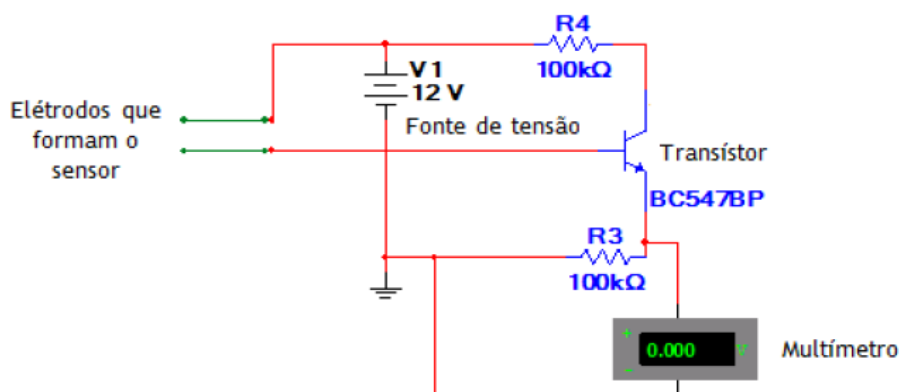 R4
100kΩ
V1
12 V
Elétrodos que
formam o
sensor
Fonte de tensão
Transístor
BC547BP
R3
100kΩ
+
0.000
V
-
Multímetro